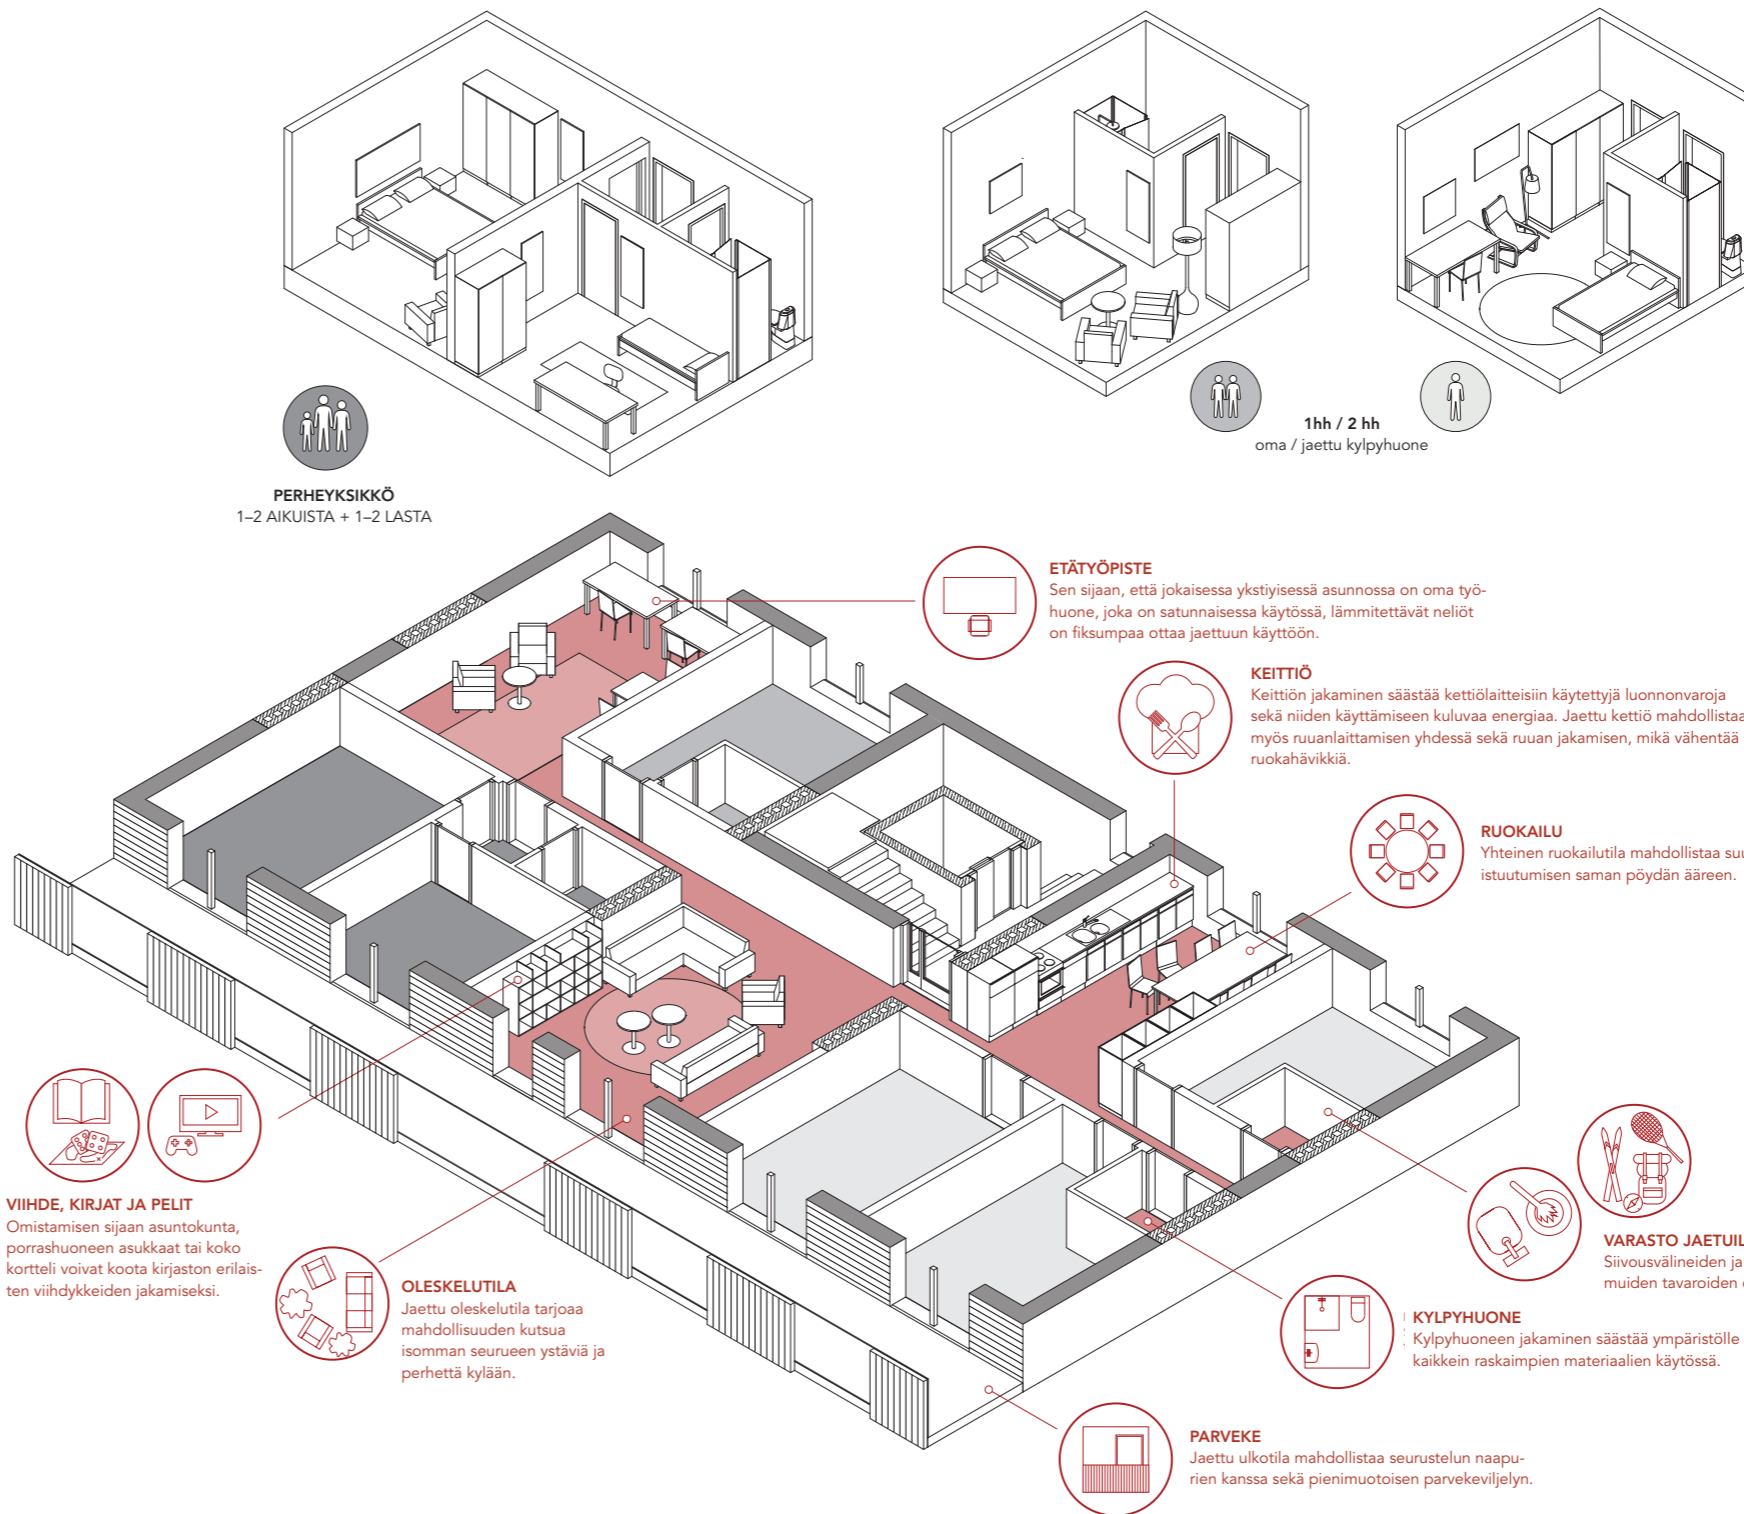 PERHEYKSIKKÖ
1–2 AIKUISTA + 1–2 LASTA
1hh / 2 hh
oma / jaettu kylpyhuone
ETÄTYÖPISTE
Sen sijaan, että jokaisessa ykstiyisessä asunnossa on oma työ-
huone, joka on satunnaisessa käytössä, lämmitettävät neliöt
on fiksumpaa ottaa jaettuun käyttöön.
KEITTIÖ
Keittiön jakaminen säästää kettiölaitteisiin käytettyjä luonnonvaroja
sekä niiden käyttämiseen kuluvaa energiaa. Jaettu kettiö mahdollistaa
myös ruuanlaittamisen yhdessä sekä ruuan jakamisen, mikä vähentää
ruokahävikkiä.
RUOKAILU
Yhteinen ruokailutila mahdollistaa
istuutumisen saman pöydän ääreen.
VIIHDE, KIRJAT JA PELIT
Omistamisen sijaan asuntokunta,
porrashuoneen asukkaat tai koko
kortteli voivat koota kirjaston erilais-
ten viihdykkeiden jakamiseksi.
OLESKELUTILA
Jaettu oleskelutila tarjoaa
mahdollisuuden kutsua
isomman seurueen ystäviä ja
perhettä kylään.
VARASTO
Siivousvälineiden ja
muiden tavaroiden
KYLPYHUONE
Kylpyhuoneen jakaminen säästää ympäristölle
kaikkein raskaimpien materiaalien käytössä.
PARVEKE
Jaettu ulkotila mahdollistaa seurustelun naapu-
rien kanssa sekä pienimuotoisen parvekeviljelyn.